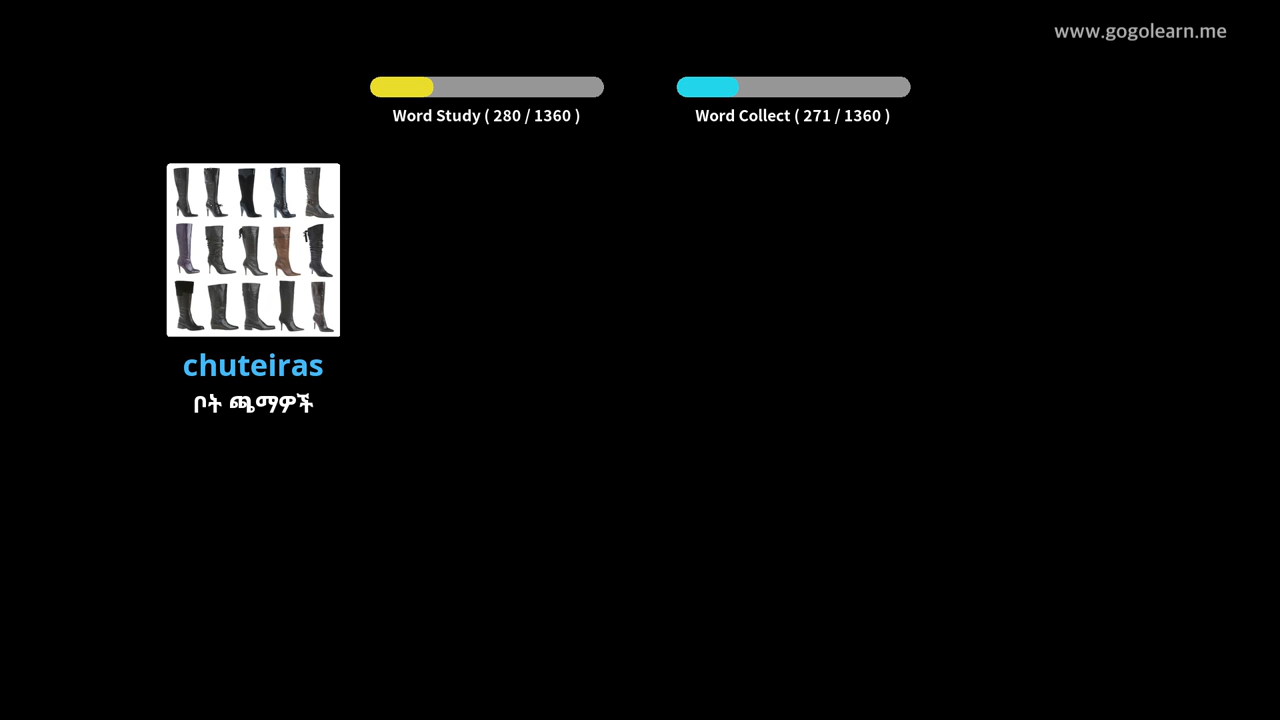 www.gogolearn.me
Word Study ( 280 / 1360 )
Word Collect ( 271 / 1360 )
chuteiras
ቦት ጫማዎች